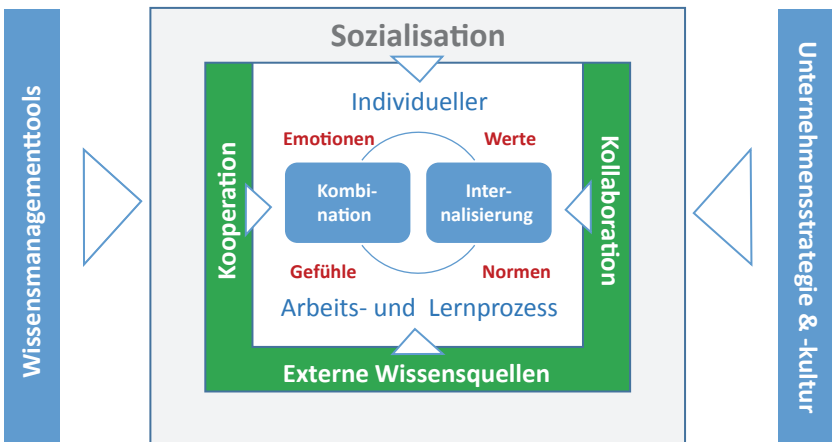 Wissensmanagementtools
Sozialisation
Individueller
Emotionen
Werte
Kooperation
Kombi-
nation
Inter-
nalisierung
Kollaboration
Gefühle
Normen
Arbeits- und Lernprozess
Externe Wissensquellen
Unternehmensstrategie & -kultur